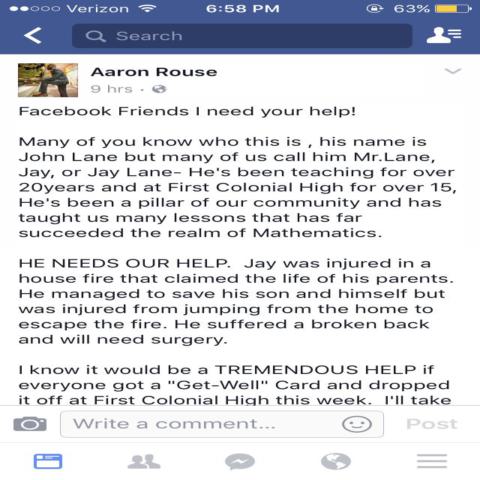 Verizon 6:58 PM 63%
Search
Aaron Rouse
9 hrs ·
Facebook Friends I need your help!
Many of you know who this is , his name is
John Lane but many of us call him Mr.Lane,
Jay, or Jay Lane- He's been teaching for over
20years and at First Colonial High for over 15,
He's been a pillar of our community and has
taught us many lessons that has far
succeeded the realm of Mathematics.
HE NEEDS OUR HELP. Jay was injured in a
house fire that claimed the life of his parents.
He managed to save his son and himself but
was injured from jumping from the home to
escape the fire. He suffered a broken back
and will need surgery.
I know it would be a TREMENDOUS HELP if
everyone got a "Get-Well" Card and dropped
it off at First Colonial High this week. I'll take
Write a comment...
Post